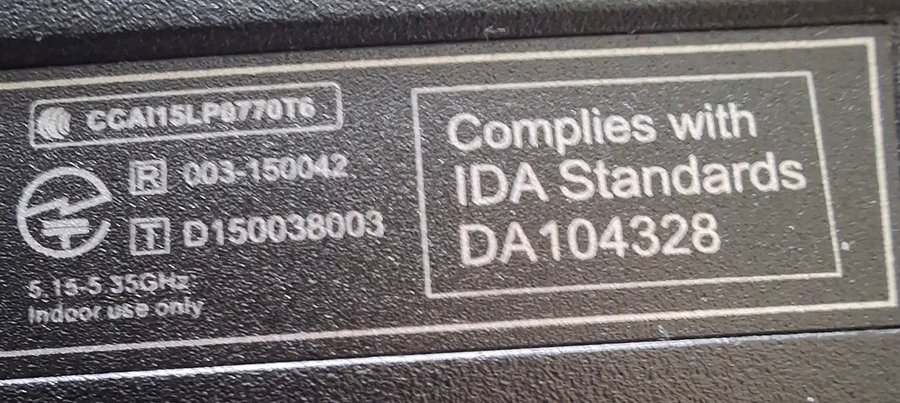 CCAI15LP0770T6
R 003-150042
T D150038003
5.15-5.35GHz
Indoor use only
Complies with
IDA Standards
DA104328